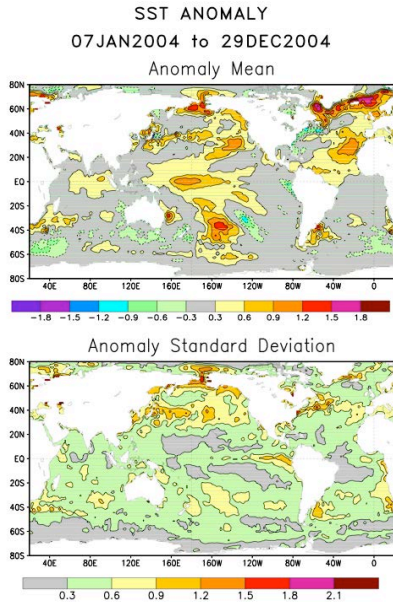 SST ANOMALY
07JAN2004 to 29DEC2004
Anomaly Mean
80N
60N
40N
20N
EQ
20S
40S
60S
80S
40E 80E 120E 160E 160W 120W 80W 40W 0
-1.8 -1.5 -1.2 -0.9 -0.6 -0.3 0.3 0.6 0.9 1.2 1.5 1.8
Anomaly Standard Deviation
80N
60N
40N
20N
EQ
20S
40S
60S
80S
40E 80E 120E 160E 160W 120W 80W 40W 0
0.3 0.6 0.9 1.2 1.5 1.8 2.1